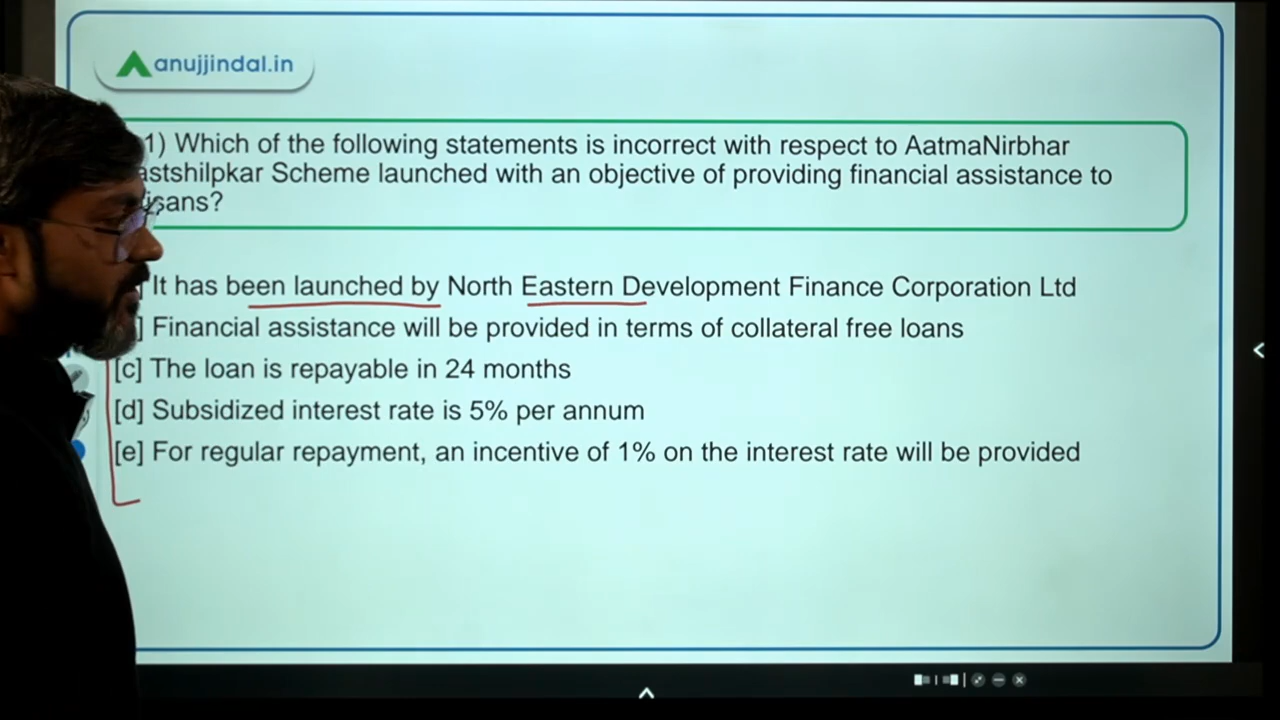 anujjindal.in
1) Which of the following statements is incorrect with respect to AatmaNirbhar
Scheme launched with an objective of providing financial assistance to
It has been launched by North Eastern Development Finance Corporation Ltd
] Financial assistance will be provided in terms of collateral free loans
[c] The loan is repayable in 24 months
[d] Subsidized interest rate is 5% per annum
[e] For regular repayment, an incentive of 1% on the interest rate will be provided